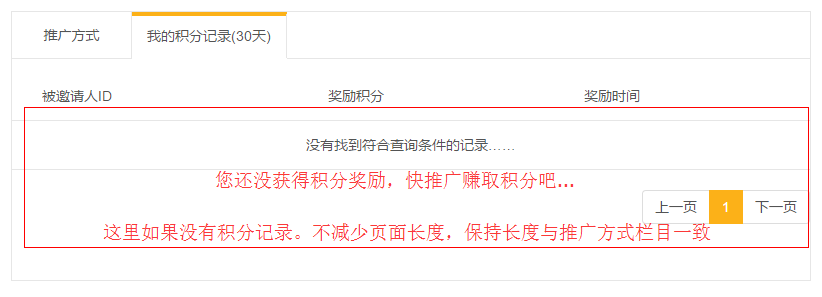 推广方式 我的积分记录(30天)
被邀请人ID 奖励积分 奖励时间
没有找到符合查询条件的记录……
您还没获得积分奖励，快推广赚取积分吧...
上一页 1 下一页
这里如果没有积分记录。不减少页面长度，保持长度与推广方式栏目一致